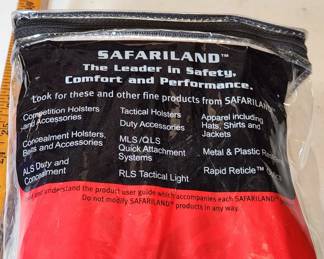 SAFARILAND™
The Leader in Safety,
Comfort and Performance.
Look for these and other fine products from SAFARILAND
Competition Holsters
and Accessories
Concealment Holsters,
Belts and Accessories
ALS Duty and
Concealment
Tactical Holsters
Duty Accessories
MLS /QLS
Quick Attachment
Systems
RLS Tactical Light
Apparel including
Hats, Shirts and
Jackets
Metal & Plastic
Rapid Reticle™
and understand the product user guide which accompanies each SAFARILAND
Do not modify SAFARILAND products in any way.